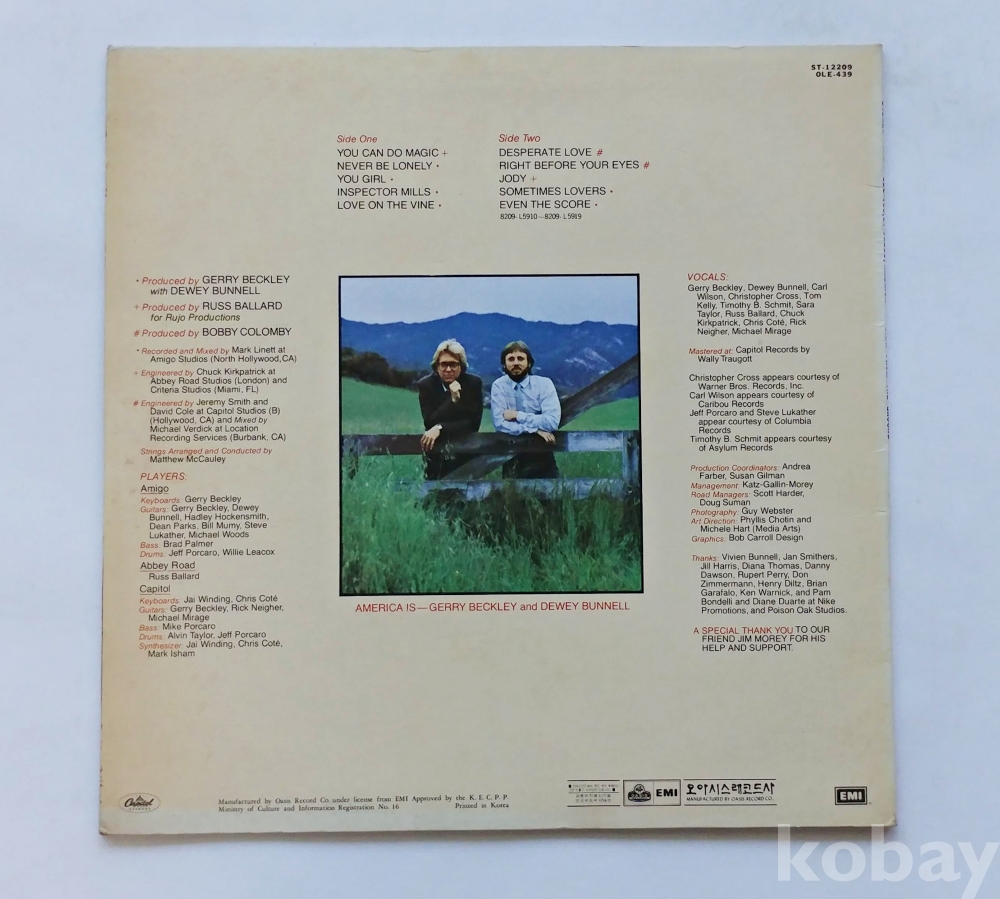 ST-12209
OLE-439
Side One
YOU CAN DO MAGIC +
NEVER BE LONELY •
YOU GIRL •
INSPECTOR MILLS •
LOVE ON THE VINE •
Side Two
DESPERATE LOVE #
RIGHT BEFORE YOUR EYES #
JODY +
SOMETIMES LOVERS •
EVEN THE SCORE •
8209- L5910—8209- L5919
• Produced by GERRY BECKLEY
with DEWEY BUNNELL
+ Produced by RUSS BALLARD
for Rujo Productions
# Produced by BOBBY COLOMBY
• Recorded and Mixed by Mark Linett at
Amigo Studios (North Hollywood,CA)
+ Engineered by Chuck Kirkpatrick at
Abbey Road Studios (London) and
Criteria Studios (Miami, FL)
# Engineered by Jeremy Smith and
David Cole at Capitol Studios (B)
(Hollywood, CA) and Mixed by
Michael Verdick at Location
Recording Services (Burbank, CA)
Strings Arranged and Conducted by
Matthew McCauley
PLAYERS:
Amigo
Keyboards: Gerry Beckley
Guitars: Gerry Beckley, Dewey
Bunnell, Hadley Hockensmith,
Dean Parks, Bill Mumy, Steve
Lukather, Michael Woods
Bass: Brad Palmer
Drums: Jeff Porcaro, Willie Leacox
Abbey Road
Russ Ballard
Capitol
Keyboards: Jai Winding, Chris Coté
Guitars: Gerry Beckley, Rick Neigher,
Michael Mirage
Bass: Mike Porcaro
Drums: Alvin Taylor, Jeff Porcaro
Synthesizer: Jai Winding, Chris Coté,
Mark Isham
AMERICA IS—GERRY BECKLEY and DEWEY BUNNELL
VOCALS:
Gerry Beckley, Dewey Bunnell, Carl
Wilson, Christopher Cross, Tom
Kelly, Timothy B. Schmit, Sara
Taylor, Russ Ballard, Chuck
Kirkpatrick, Chris Coté, Rick
Neigher, Michael Mirage
Mastered at: Capitol Records by
Wally Traugott
Christopher Cross appears courtesy of
Warner Bros. Records, Inc.
Carl Wilson appears courtesy of
Caribou Records
Jeff Porcaro and Steve Lukather
appear courtesy of Columbia
Records
Timothy B. Schmit appears courtesy
of Asylum Records
Production Coordinators: Andrea
Farber, Susan Gilman
Management: Katz-Gallin-Morey
Road Managers: Scott Harder,
Doug Suman
Photography: Guy Webster
Art Direction: Phyllis Chotin and
Michele Hart (Media Arts)
Graphics: Bob Carroll Design
Thanks: Vivien Bunnell, Jan Smithers,
Jill Harris, Diana Thomas, Danny
Dawson, Rupert Perry, Don
Zimmermann, Henry Diltz, Brian
Garafalo, Ken Warnick, and Pam
Bondelli and Diane Duarte at Nike
Promotions, and Poison Oak Studios.
A SPECIAL THANK YOU TO OUR
FRIEND JIM MOREY FOR HIS
HELP AND SUPPORT.
Capitol
RECORDS
Manufactured by Oasis Record Co under license from EMI Approved by the K. E. C. P. P.
Ministry of Culture and Information Registration No. 16 Printed in Korea
OASIS
EMI
오아시스레코드사
MANUFACTURED BY OASIS RECORD CO.
EMI
kobay